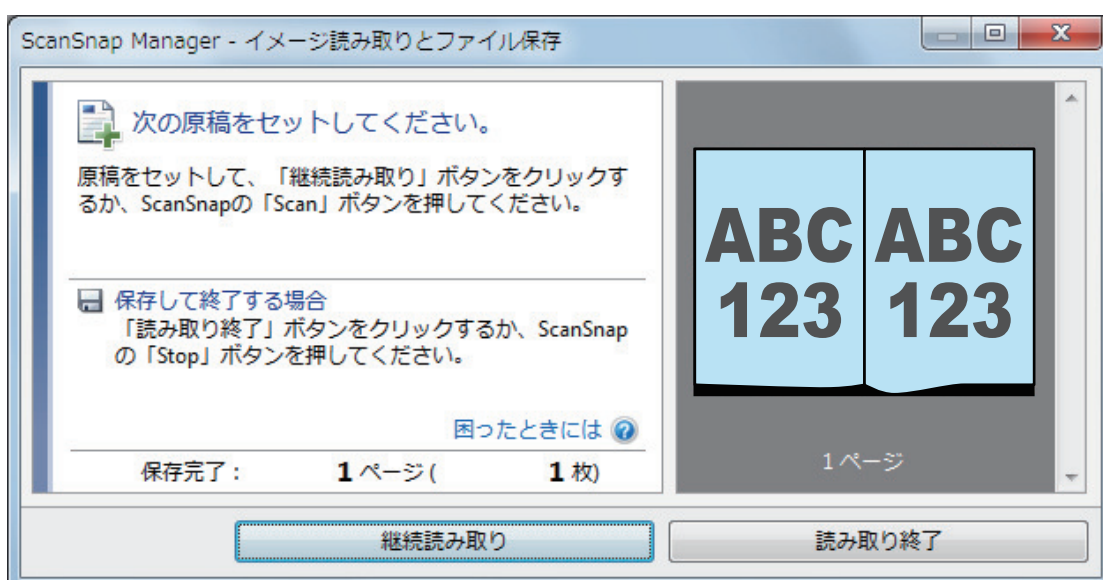 ScanSnap Manager - イメージ読み取りとファイル保存
次の原稿をセットしてください。
原稿をセットして、「継続読み取り」ボタンをクリックす
るか、ScanSnapの「Scan」ボタンを押してください。
保存して終了する場合
「読み取り終了」ボタンをクリックするか、ScanSnap
の「Stop」ボタンを押してください。
困ったときには ?
保存完了： 1 ページ ( 1 枚)
ABC ABC
123 123
1 ページ
継続読み取り
読み取り終了